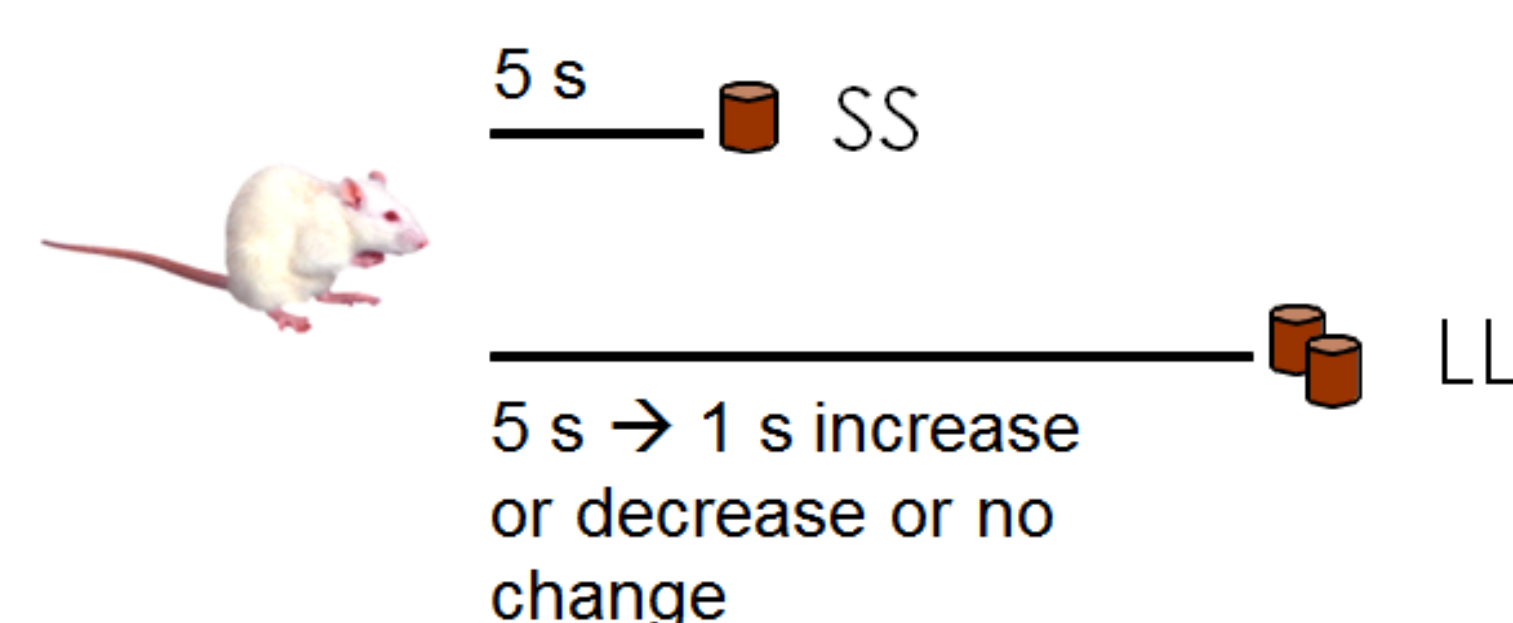 5 s
SS
LL
5 s → 1 s increase
or decrease or no
change